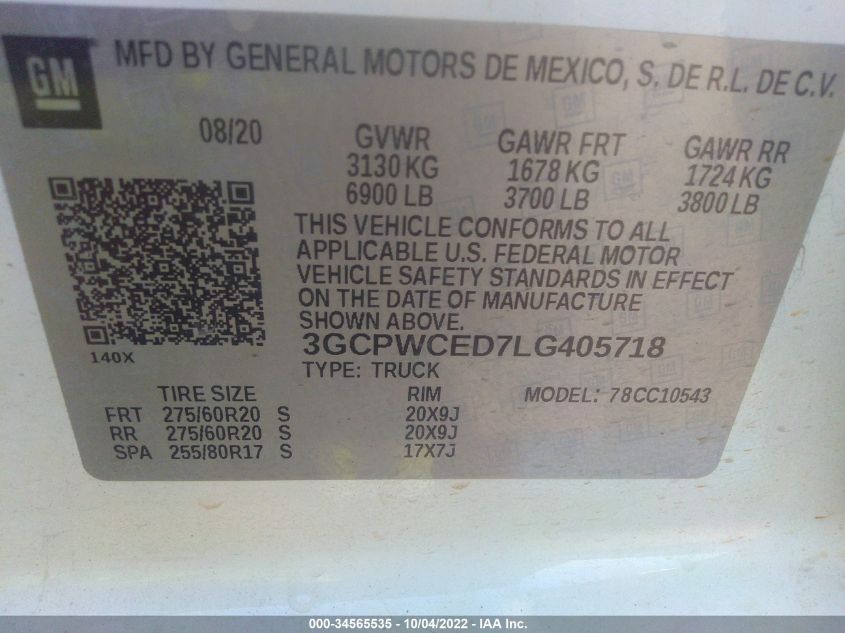 GM
MFD BY GENERAL MOTORS DE MEXICO, S. DE R.L. DE C.V.
08/20 GVWR GAWR FRT GAWR RR
3130 KG 1678 KG 1724 KG
6900 LB 3700 LB 3800 LB
THIS VEHICLE CONFORMS TO ALL
APPLICABLE U.S. FEDERAL MOTOR
VEHICLE SAFETY STANDARDS IN EFFECT
ON THE DATE OF MANUFACTURE
SHOWN ABOVE.
3GCPWCED7LG405718
140X
TYPE: TRUCK
TIRE SIZE RIM MODEL: 78CC10543
FRT 275/60R20 S 20X9J
RR 275/60R20 S 20X9J
SPA 255/80R17 S 17X7J
000-34565535 - 10/04/2022 - IAA Inc.